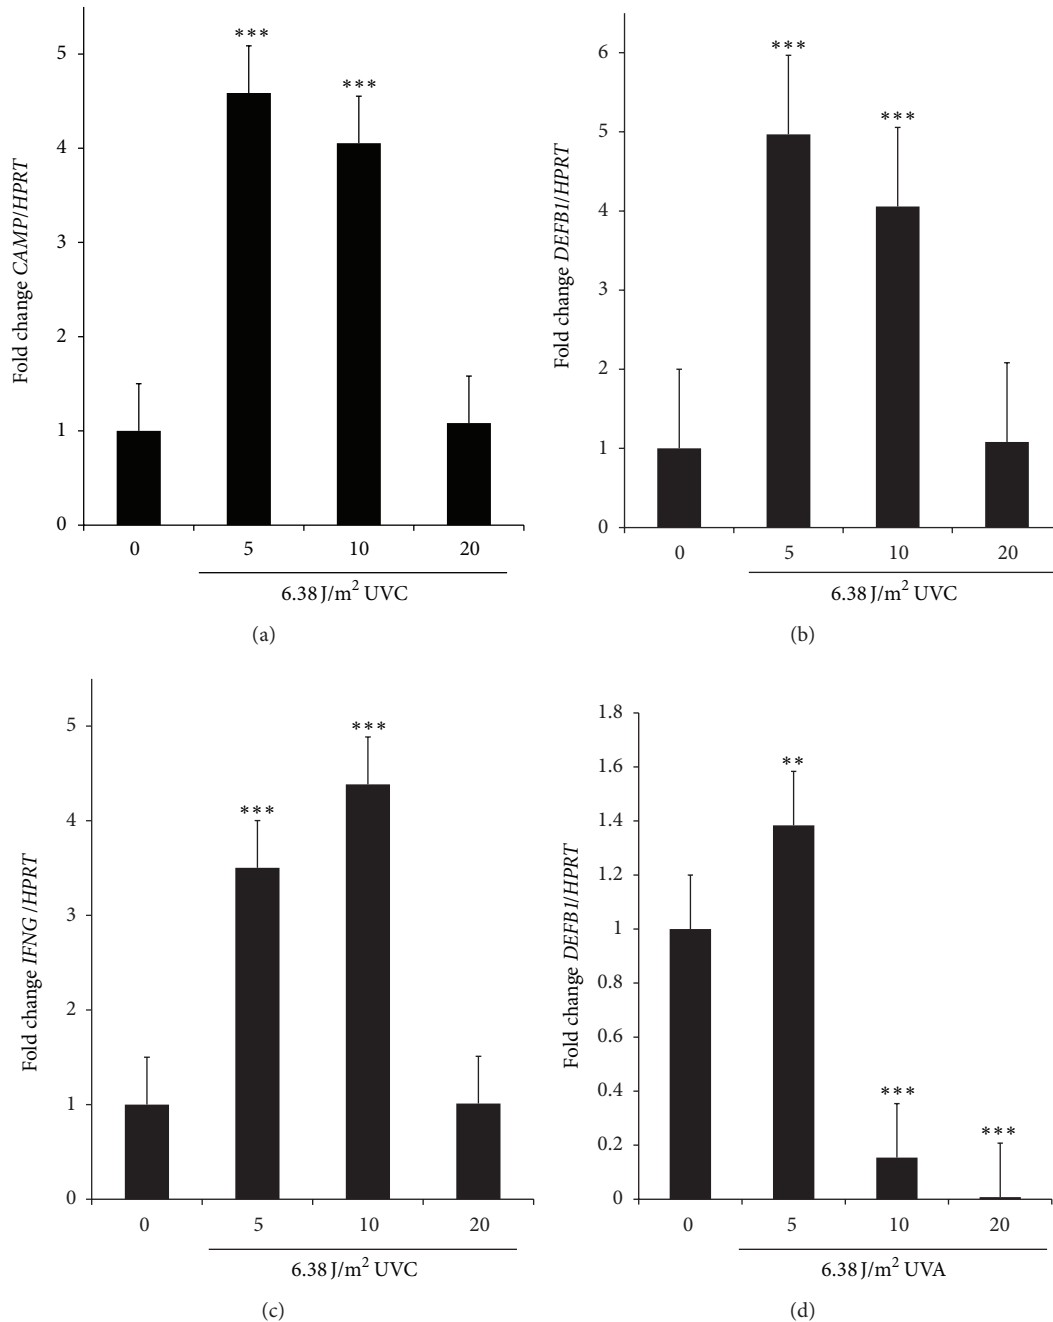 Fold change CAMP/HPRT
5
4
3
2
1
0
***
***
0 5 10 20
6.38 J/m² UVC
(a)
Fold change DEFB1/HPRT
6
5
4
3
2
1
0
***
***
0 5 10 20
6.38 J/m² UVC
(b)
Fold change IFNG /HPRT
5
4
3
2
1
0
***
***
0 5 10 20
6.38 J/m² UVC
(c)
Fold change DEFB1/HPRT
1.8
1.6
1.4
1.2
1
0.8
0.6
0.4
0.2
0
**
***
***
0 5 10 20
6.38 J/m² UVA
(d)